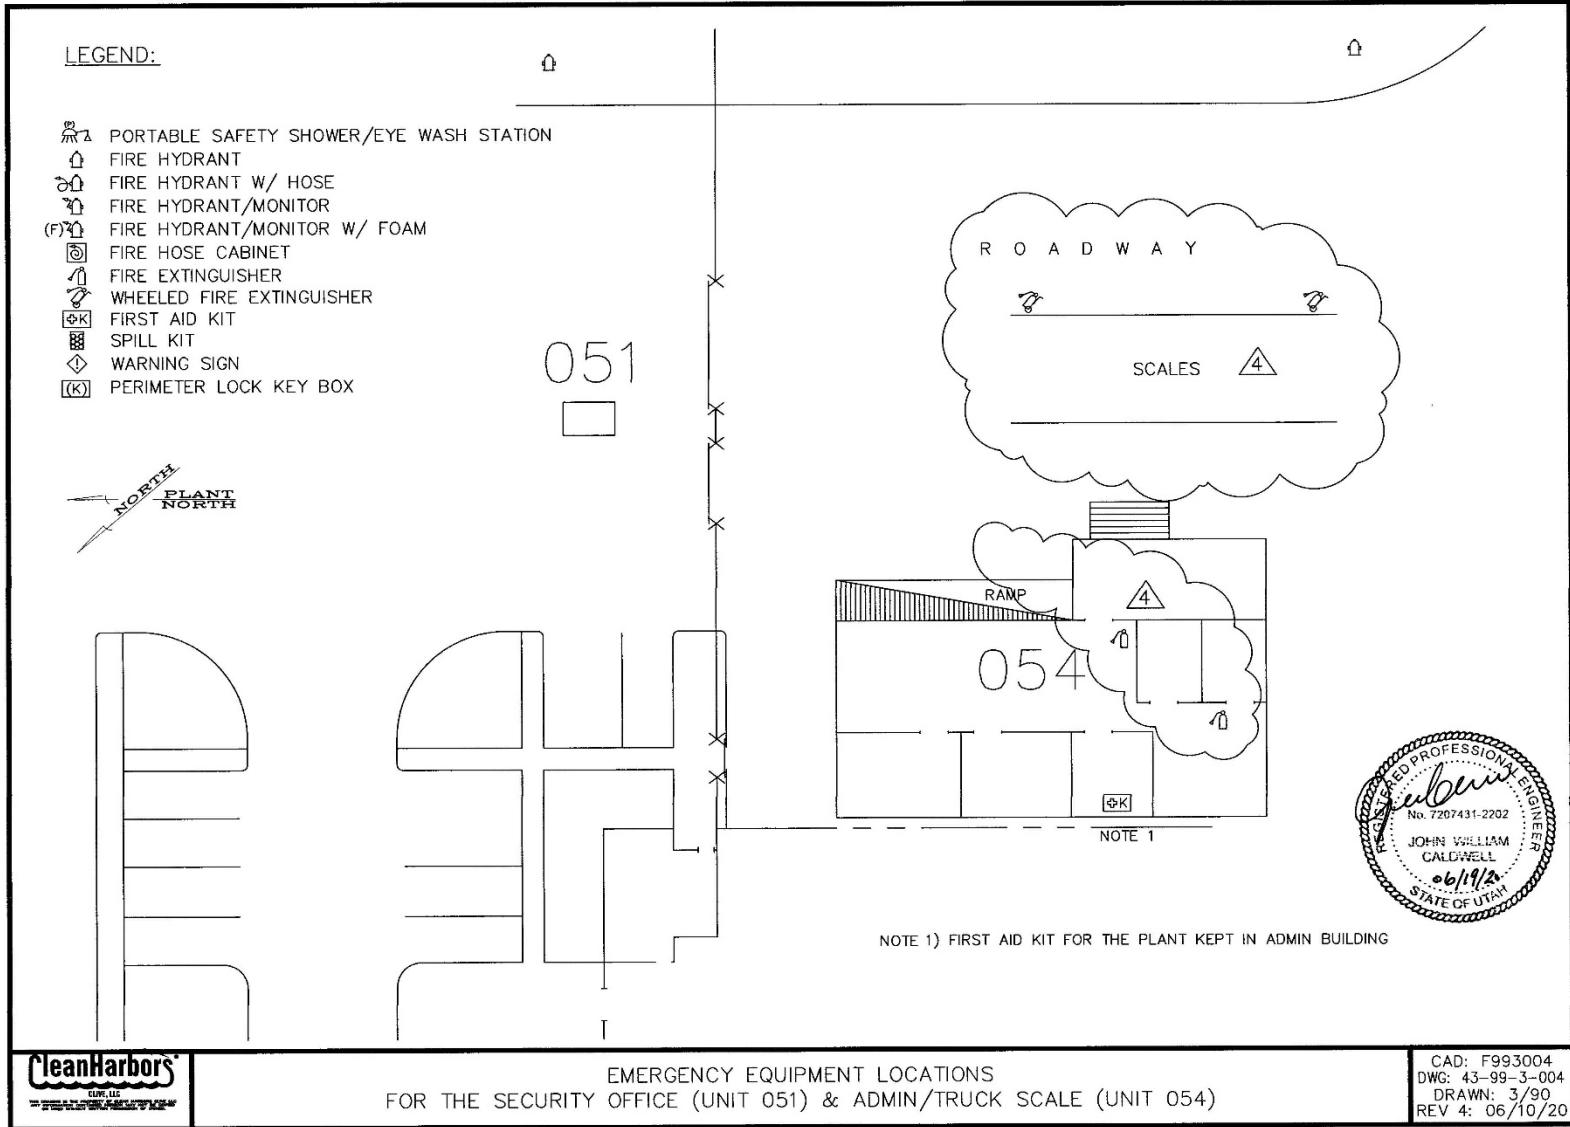 LEGEND:
(P)
PORTABLE SAFETY SHOWER/EYE WASH STATION
FIRE HYDRANT
FIRE HYDRANT W/ HOSE
FIRE HYDRANT/MONITOR
(F) FIRE HYDRANT/MONITOR W/ FOAM
FIRE HOSE CABINET
FIRE EXTINGUISHER
WHEELED FIRE EXTINGUISHER
K FIRST AID KIT
SPILL KIT
! WARNING SIGN
(K) PERIMETER LOCK KEY BOX
NORTH
PLANT
NORTH
051
ROADWAY
SCALES 4
RAMP
4
054
K
NOTE 1
NOTE 1) FIRST AID KIT FOR THE PLANT KEPT IN ADMIN BUILDING
REGISTERED PROFESSIONAL ENGINEER
No. 7207431-2202
JOHN WILLIAM
CALDWELL
06/19/20
STATE OF UTAH
CleanHarbors
CLIVE, LLC
EMERGENCY EQUIPMENT LOCATIONS
FOR THE SECURITY OFFICE (UNIT 051) & ADMIN/TRUCK SCALE (UNIT 054)
CAD: F993004
DWG: 43-99-3-004
DRAWN: 3/90
REV 4: 06/10/20